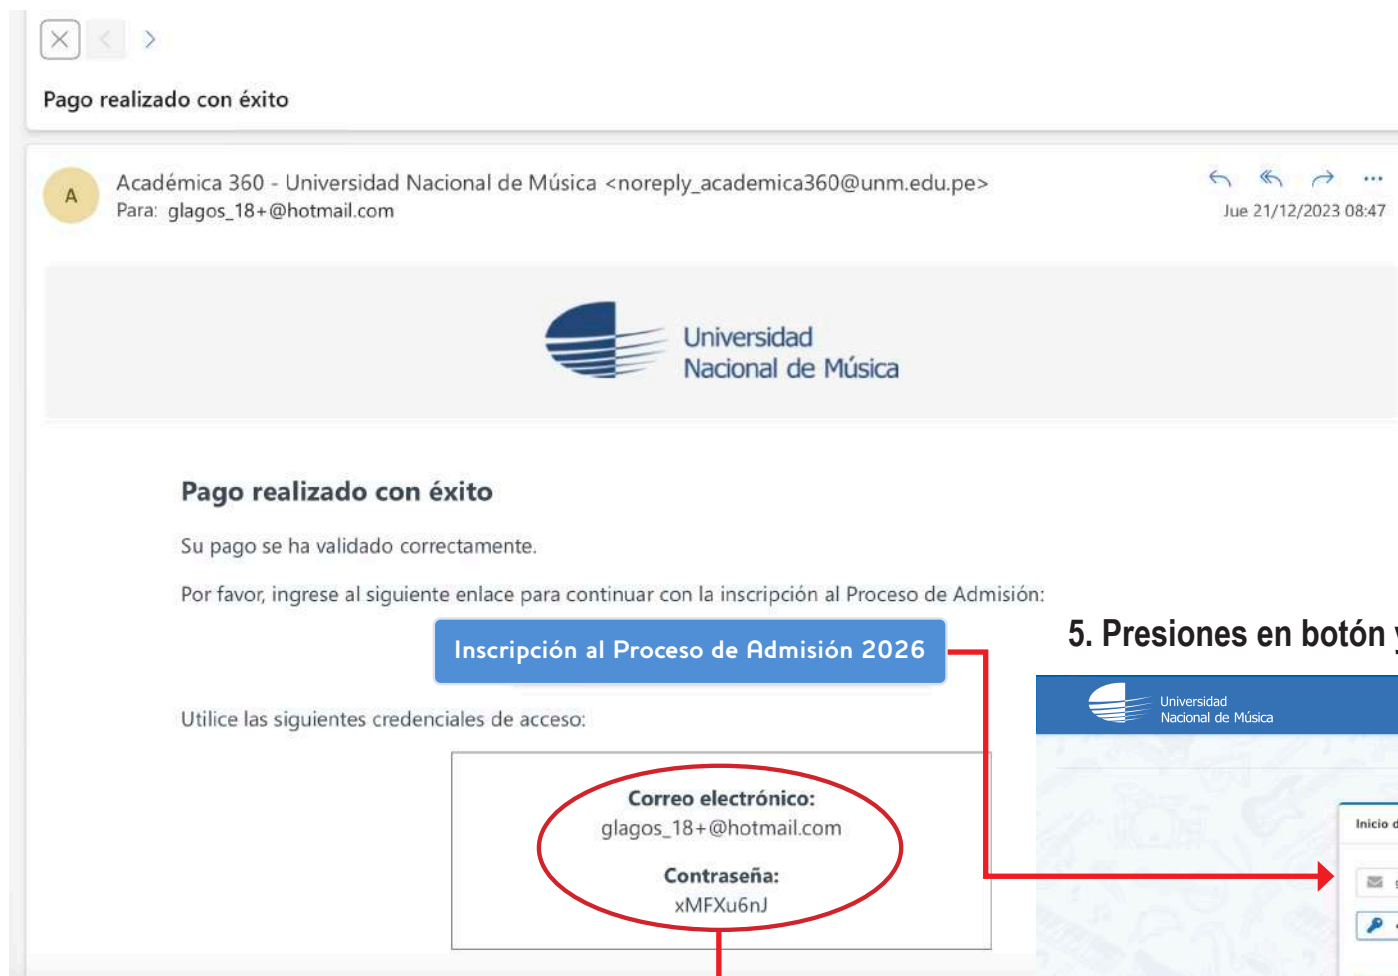 Pago realizado con éxito
A
Académica 360 - Universidad Nacional de Música <noreply_academica360@unm.edu.pe>
Para: glagos_18+@hotmail.com
Jue 21/12/2023 08:47
Universidad
Nacional de Música
Pago realizado con éxito
Su pago se ha validado correctamente.
Por favor, ingrese al siguiente enlace para continuar con la inscripción al Proceso de Admisión:
Inscripción al Proceso de Admisión 2026
5. Presiones en botón y
Universidad
Nacional de Música
Utilice las siguientes credenciales de acceso:
Correo electrónico:
glagos_18+@hotmail.com
Contraseña:
xMFXu6nJ
Inicio d